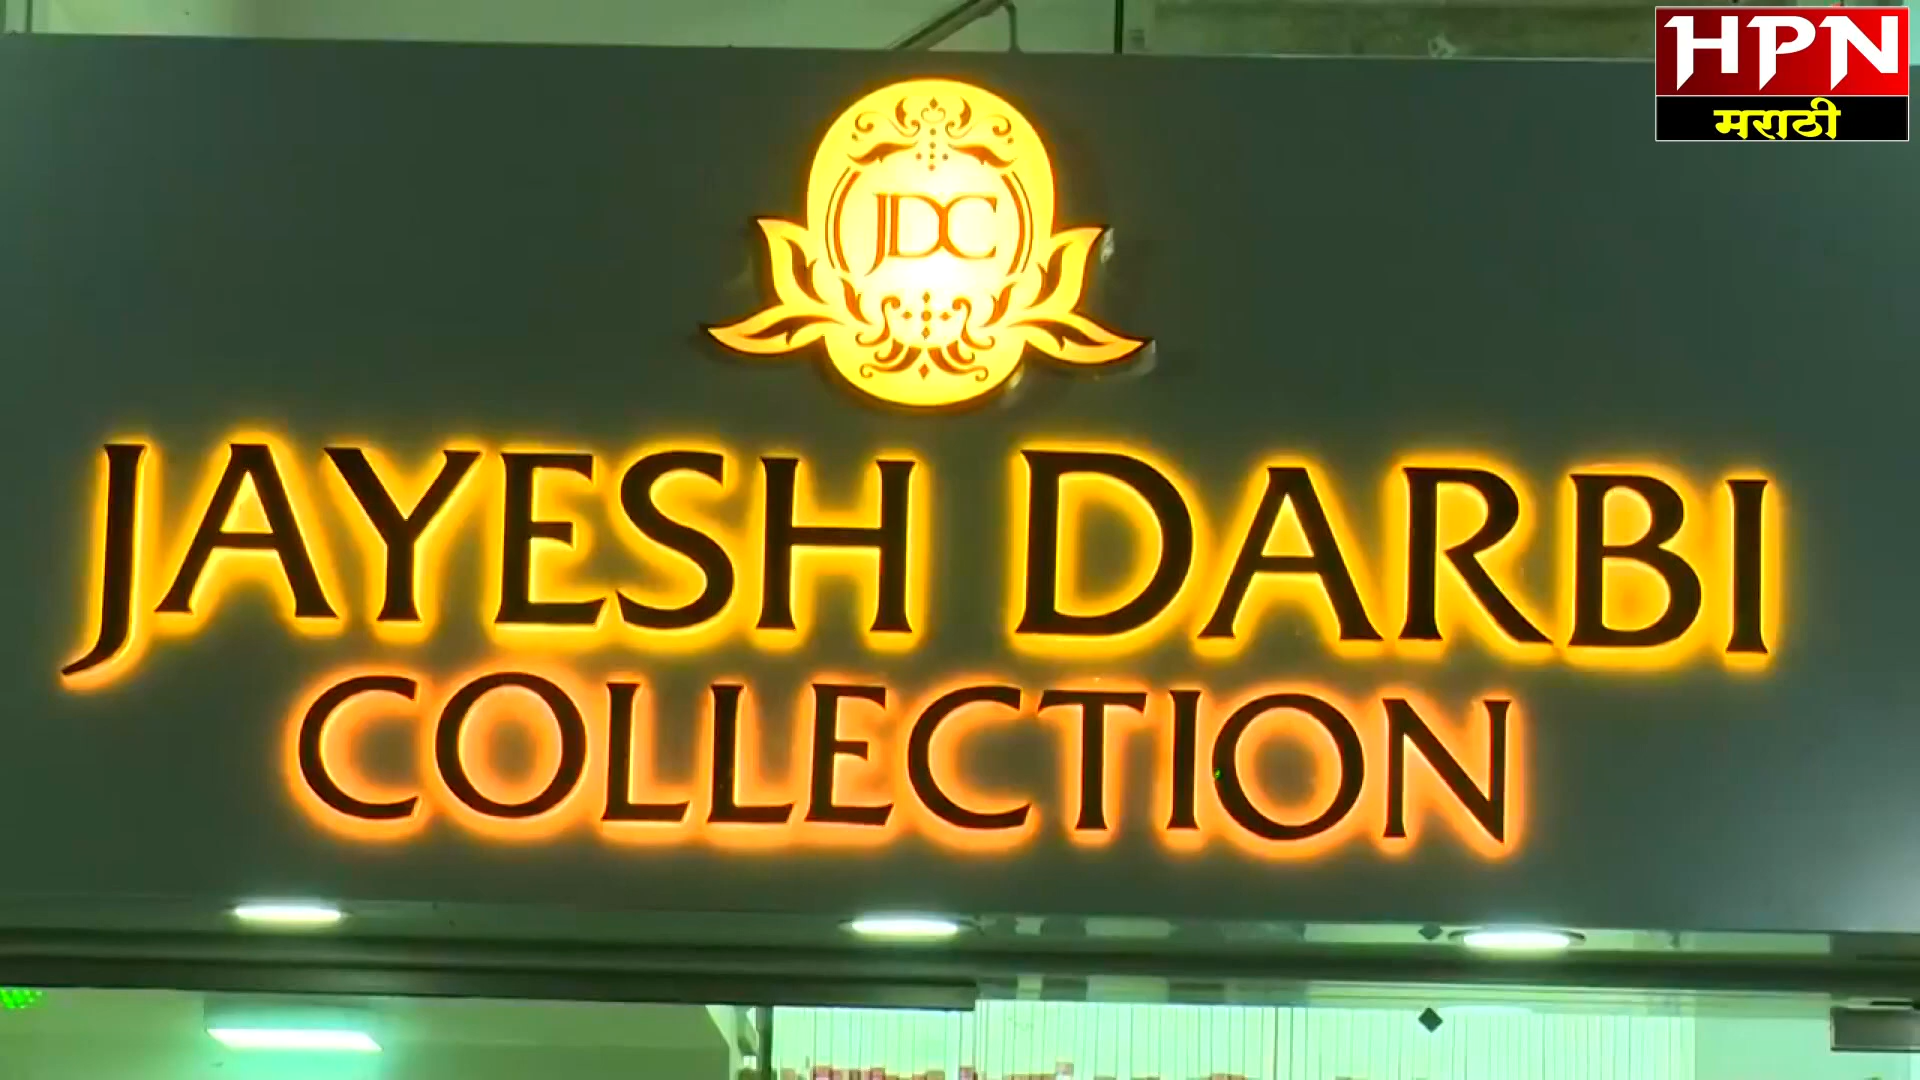 HPN
मराठी
JDC
JAYESH DARBI
COLLECTION